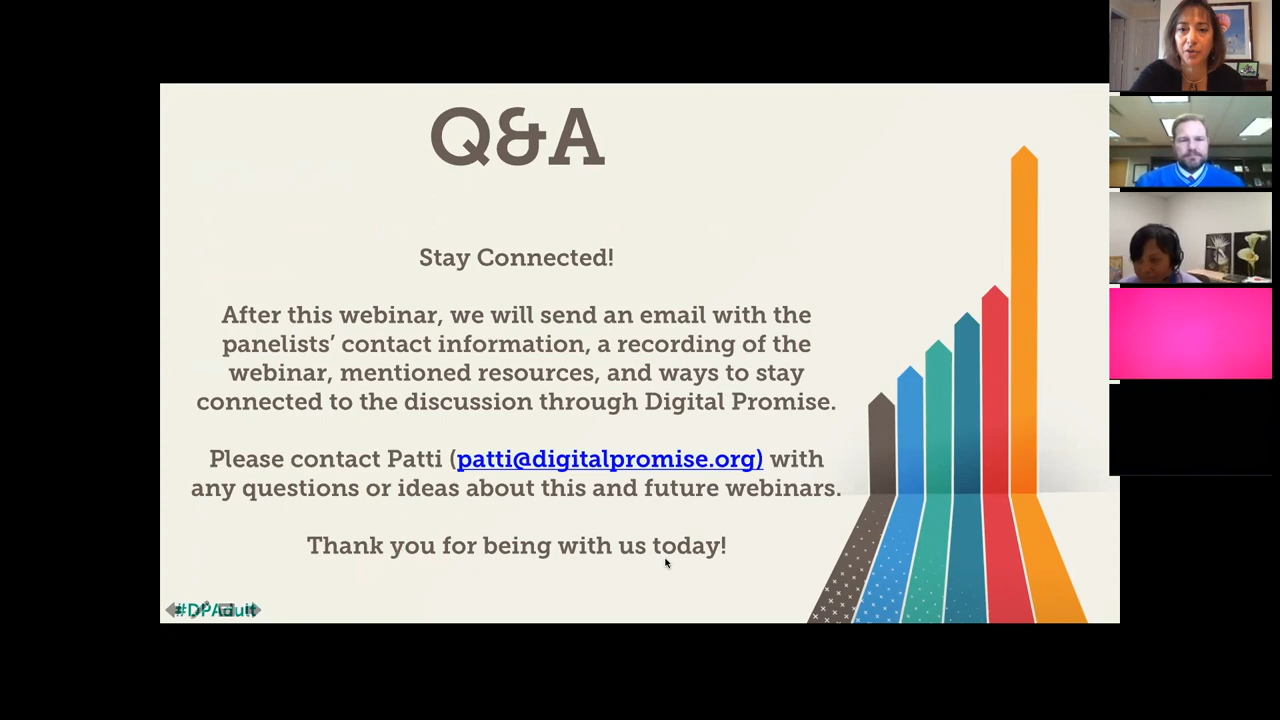 Q&A
Stay Connected!
After this webinar, we will send an email with the
panelists’ contact information, a recording of the
webinar, mentioned resources, and ways to stay
connected to the discussion through Digital Promise.
Please contact Patti (patti@digitalpromise.org) with
any questions or ideas about this and future webinars.
Thank you for being with us today!
#DPAdult